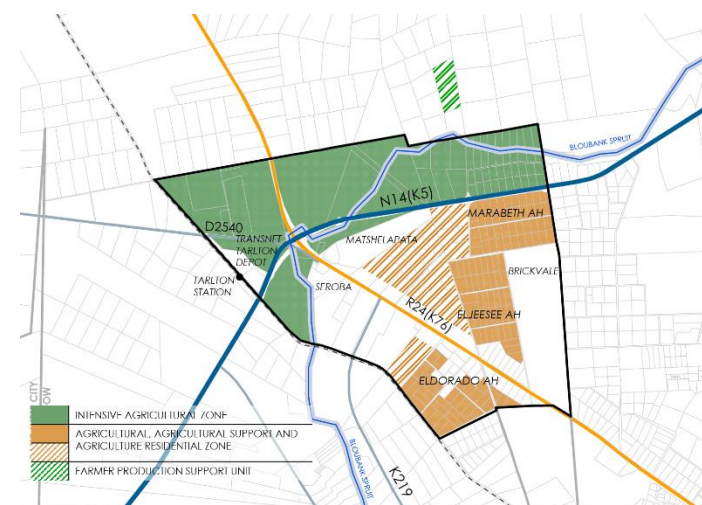 BLOUBANK SPRUIT
N14(K5)
MARABETH AH
D2540
TRANSNET
TARLTON
DEPOT
MATSHELAPATA
BRICKVALE
TARLTON
STATION
SEROBA
R24(K76)
ELJEESEE AH
ELDORADO AH
CITY
OW
INTENSIVE AGRICULTURAL ZONE
AGRICULTURAL, AGRICULTURAL SUPPORT AND
AGRICULTURE RESIDENTIAL ZONE
FARMER PRODUCTION SUPPORT UNIT
BLOUBANK SPRUIT
K219